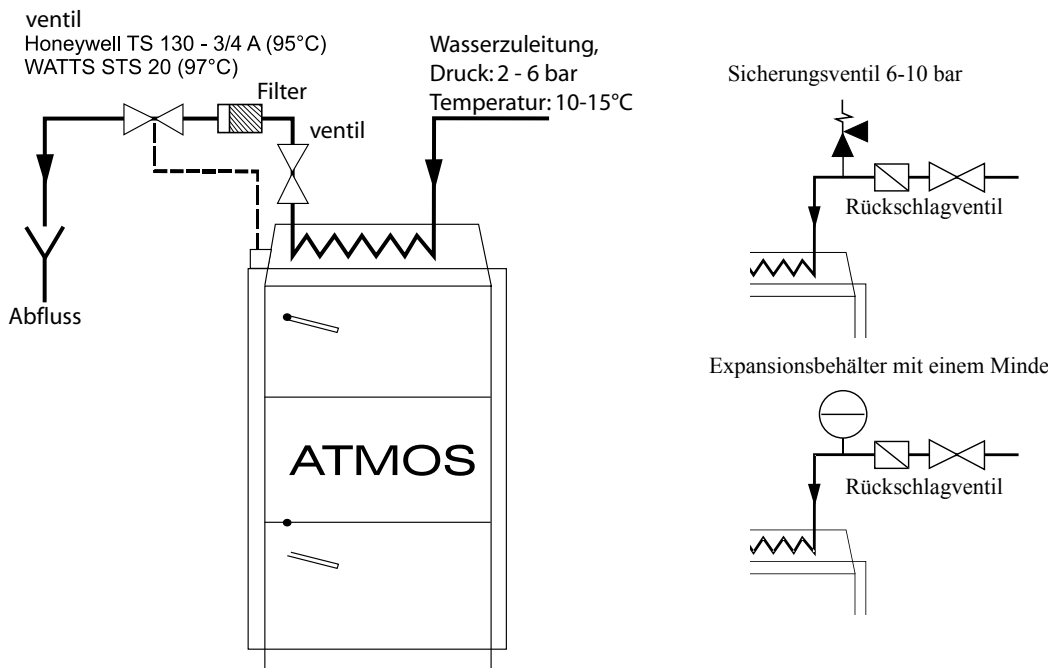 ventil
Honeywell TS 130 - 3/4 A (95°C)
WATTS STS 20 (97°C)
Filter
ventil
Wasserzuleitung,
Druck: 2 - 6 bar
Temperatur: 10-15°C
Abfluss
ATMOS
Sicherungsventil 6-10 bar
Rückschlagventil
Expansionsbehälter mit einem Minde
Rückschlagventil